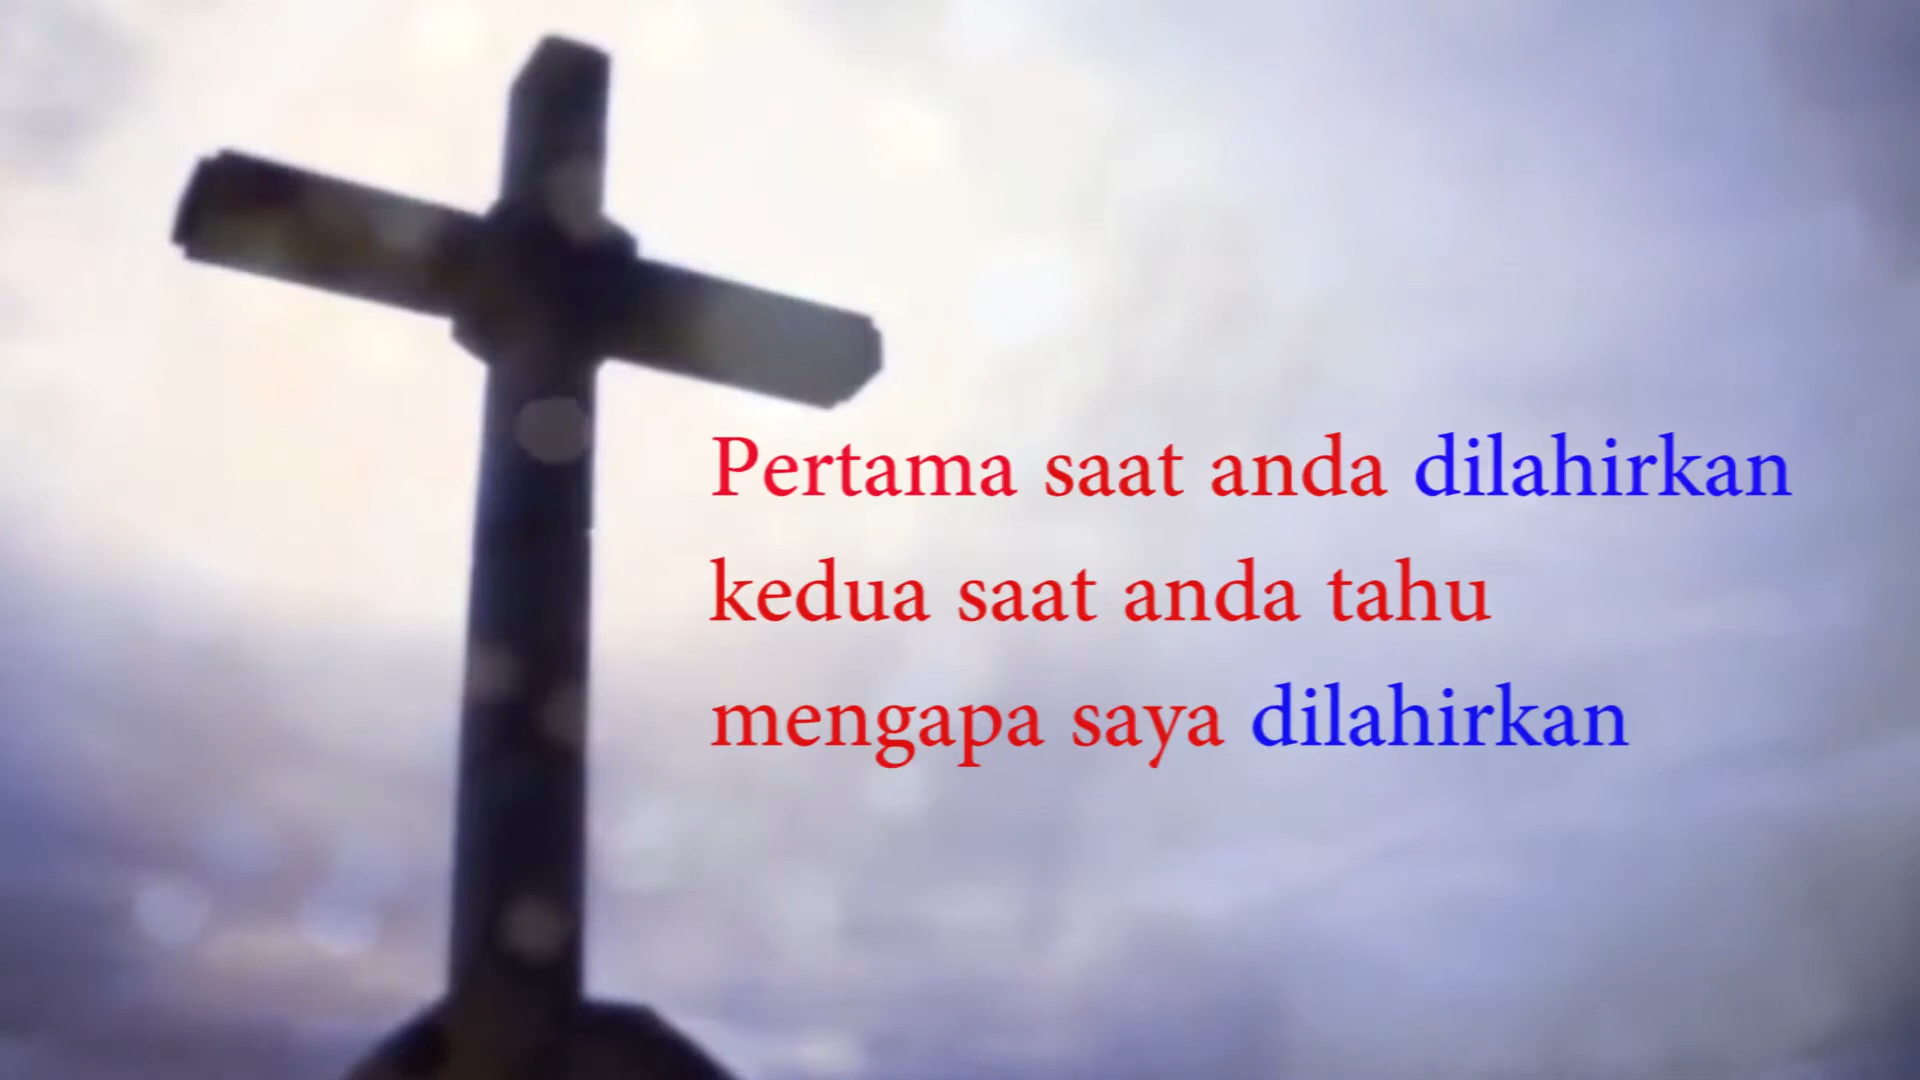 Pertama saat anda dilahirkan
kedua saat anda tahu
mengapa saya dilahirkan